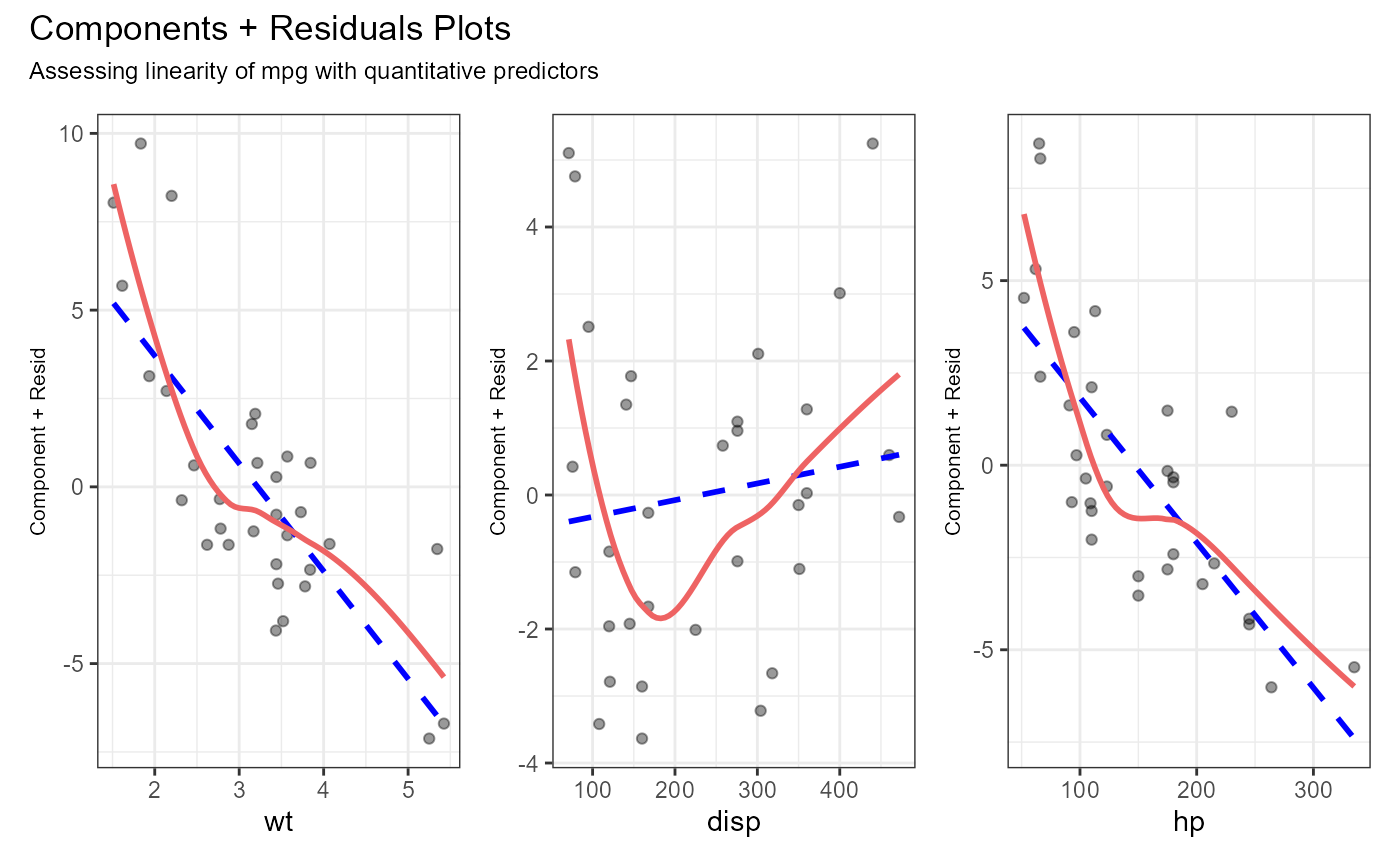 Components + Residuals Plots
Assessing linearity of mpg with quantitative predictors
Component + Resid
10
5
0
-5
2 3 4 5
wt
Component + Resid
4
2
0
-2
-4
100 200 300 400
disp
Component + Resid
5
0
-5
100 200 300
hp